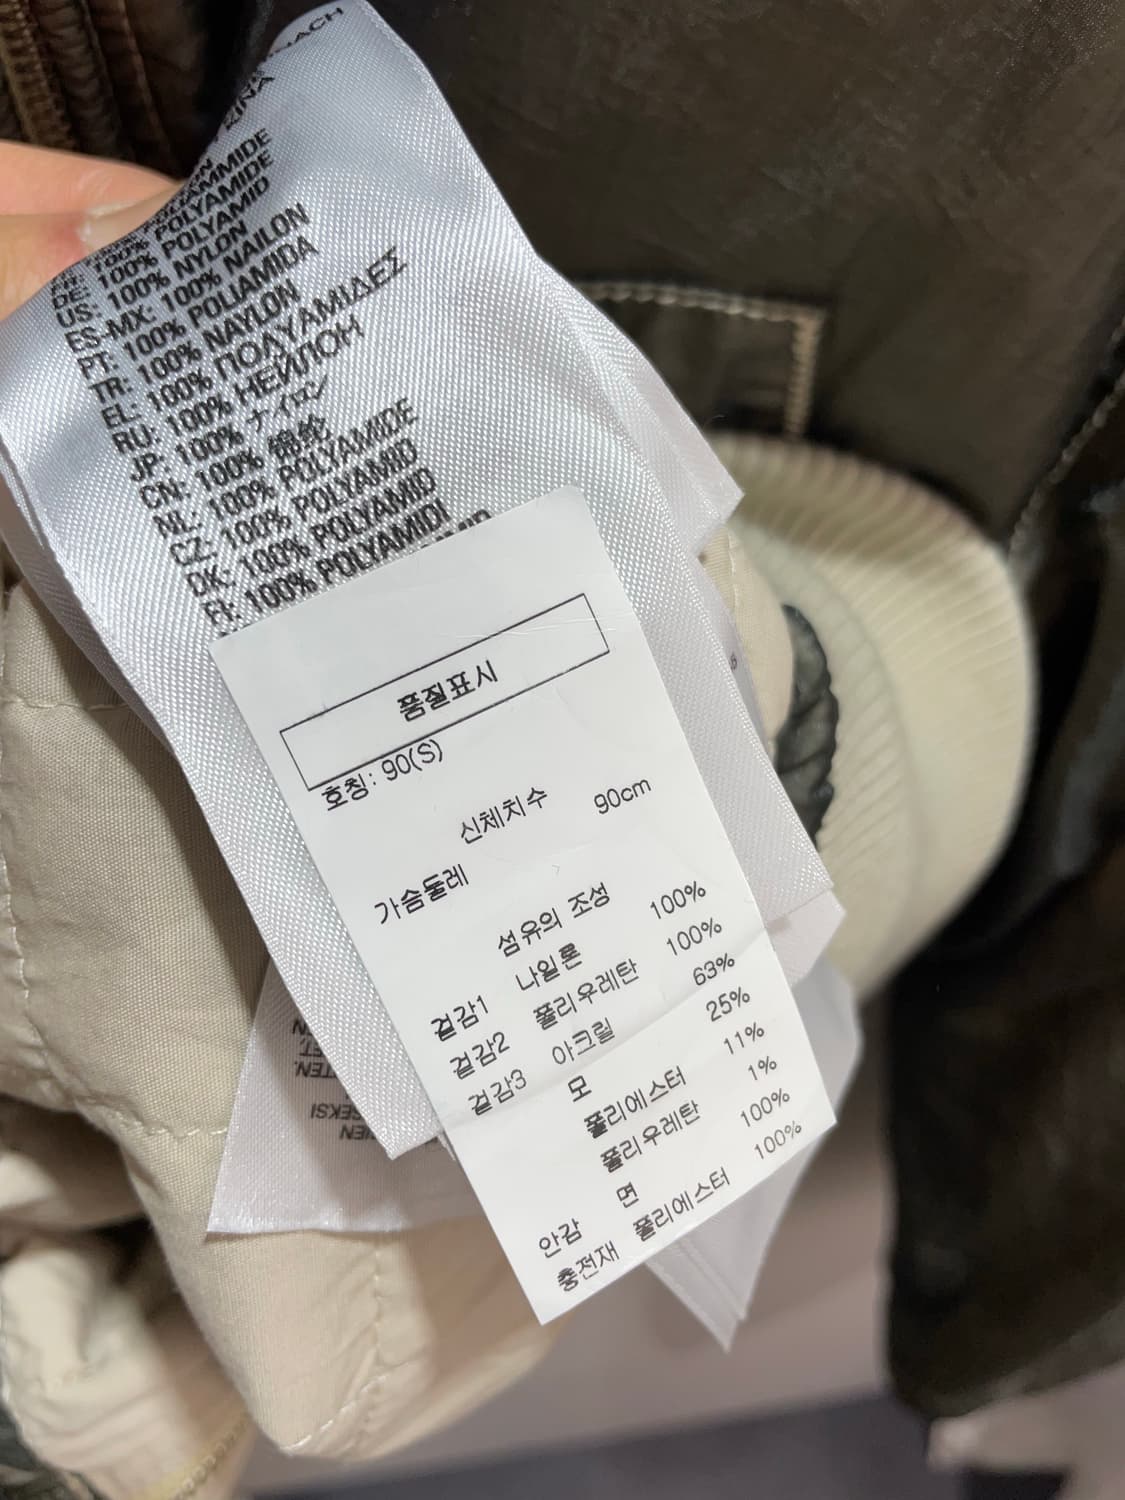 100% POLYAMIDE
DE: 100% POLYAMID
US: 100% NYLON
ES-MX: 100% NAILON
PT: 100% POLIAMIDA
TR: 100% NAYLON
EL: 100% ΠΟΛΥΑΜΙΔΕΣ
RU: 100% НЕЙЛОН
JP: 100% ナイロン
CN: 100% 锦纶
NL: 100% POLYAMIDE
CZ: 100% POLYAMID
DK: 100% POLYAMID
FI: 100% POLYAMIDI
품질표시
호칭: 90(S)
신체치수
가슴둘레 90cm
섬유의 조성
겉감1 나일론 100%
겉감2 폴리우레탄 100%
겉감3 아크릴 63%
모 25%
폴리에스터 11%
폴리우레탄 1%
안감 면 100%
충전재 폴리에스터 100%